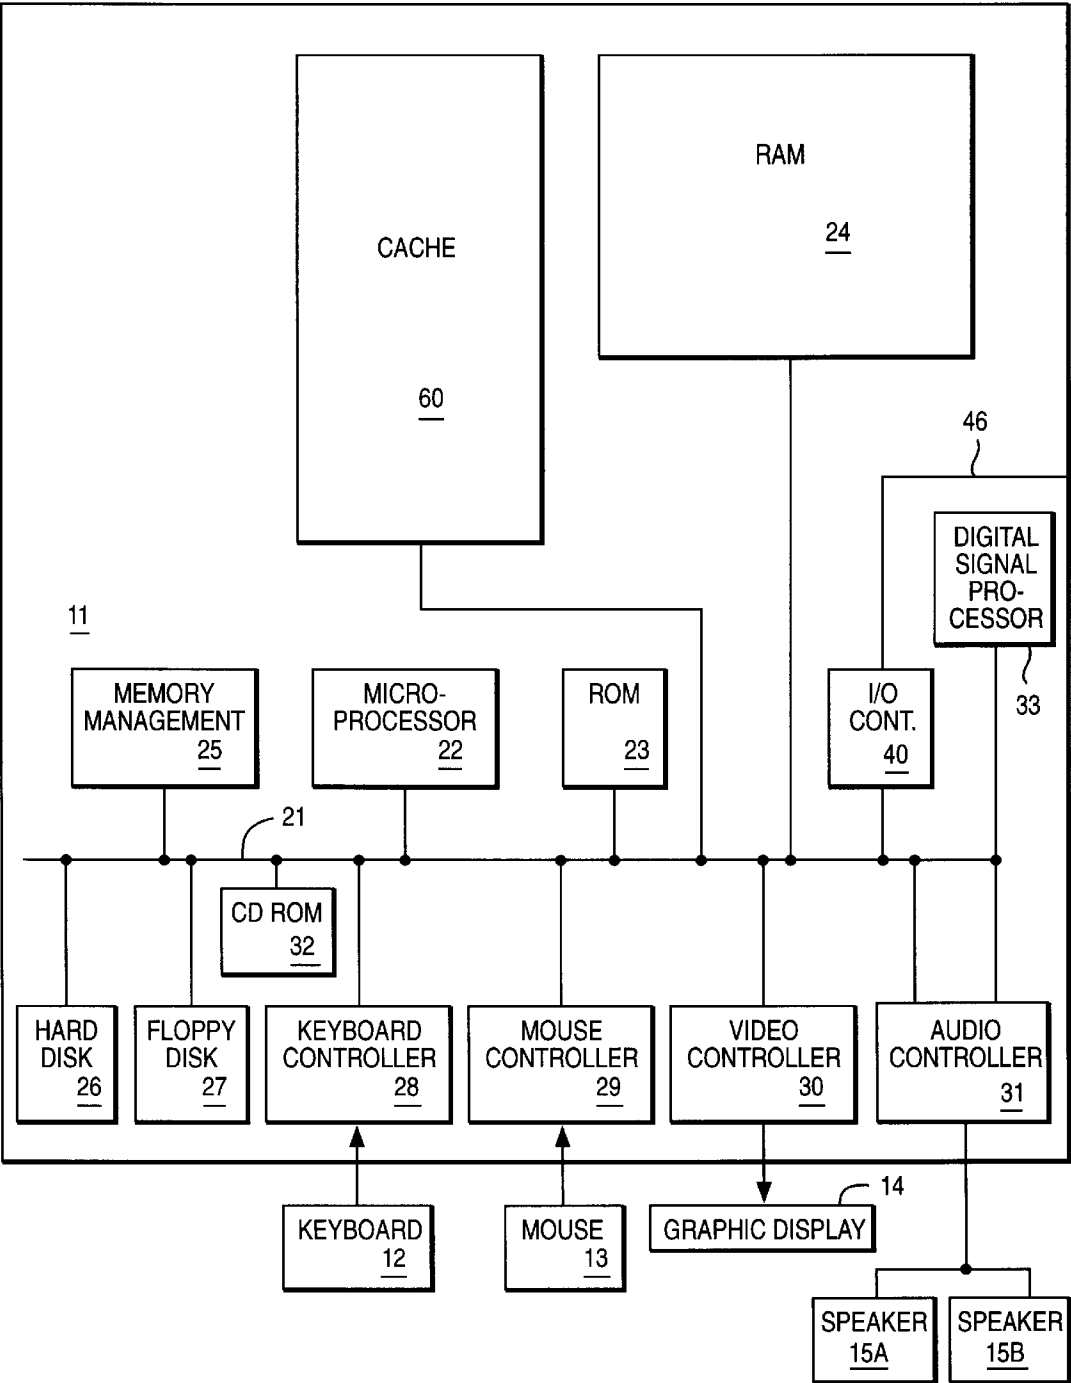 CACHE
60
RAM
24
46
DIGITAL
SIGNAL
PRO-
CESSOR
33
11
MEMORY
MANAGEMENT
25
MICRO-
PROCESSOR
22
ROM
23
I/O
CONT.
40
21
CD ROM
32
HARD
DISK
26
FLOPPY
DISK
27
KEYBOARD
CONTROLLER
28
MOUSE
CONTROLLER
29
VIDEO
CONTROLLER
30
AUDIO
CONTROLLER
31
KEYBOARD
12
MOUSE
13
14
GRAPHIC DISPLAY
SPEAKER
15A
SPEAKER
15B